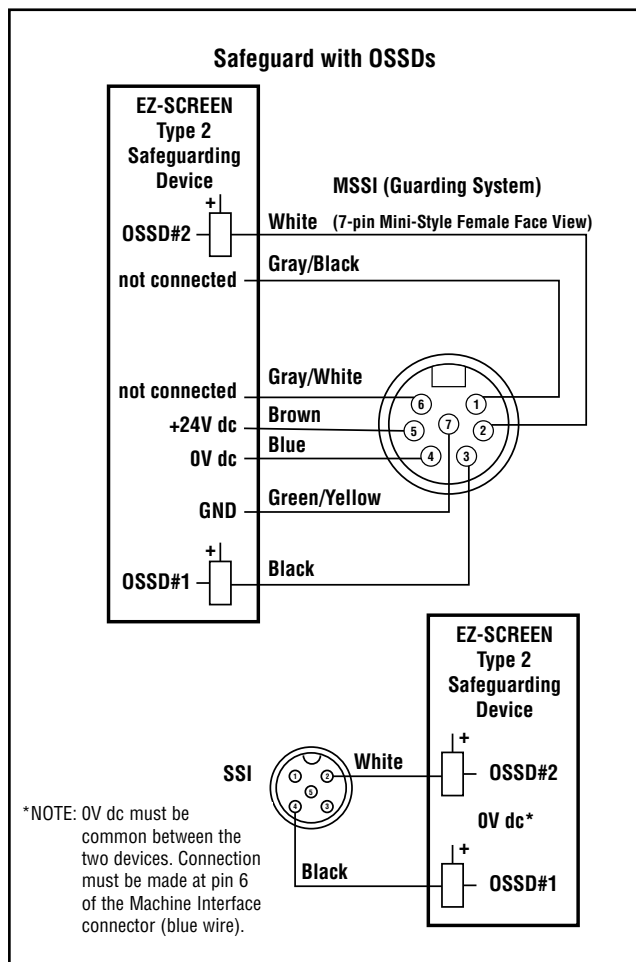 Safeguard with OSSDs
EZ-SCREEN
Type 2
Safeguarding
Device
MSSI (Guarding System)
(7-pin Mini-Style Female Face View)
+
OSSD#2
White
not connected
Gray/Black
not connected
Gray/White
+24V dc
Brown
0V dc
Blue
GND
Green/Yellow
+
OSSD#1
Black
6
1
5
7
2
4
3
EZ-SCREEN
Type 2
Safeguarding
Device
SSI
White
+
OSSD#2
0V dc*
Black
+
OSSD#1
1
2
5
4
3
*NOTE: 0V dc must be
common between the
two devices. Connection
must be made at pin 6
of the Machine Interface
connector (blue wire).